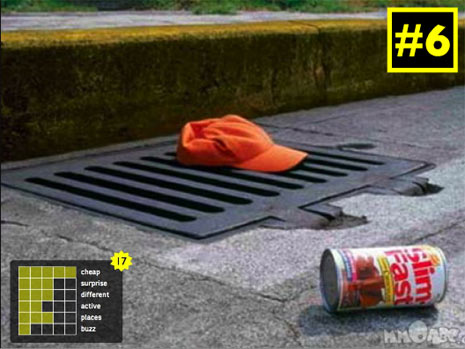 #6
Slim
Fast
17
cheap
surprise
different
active
places
buzz